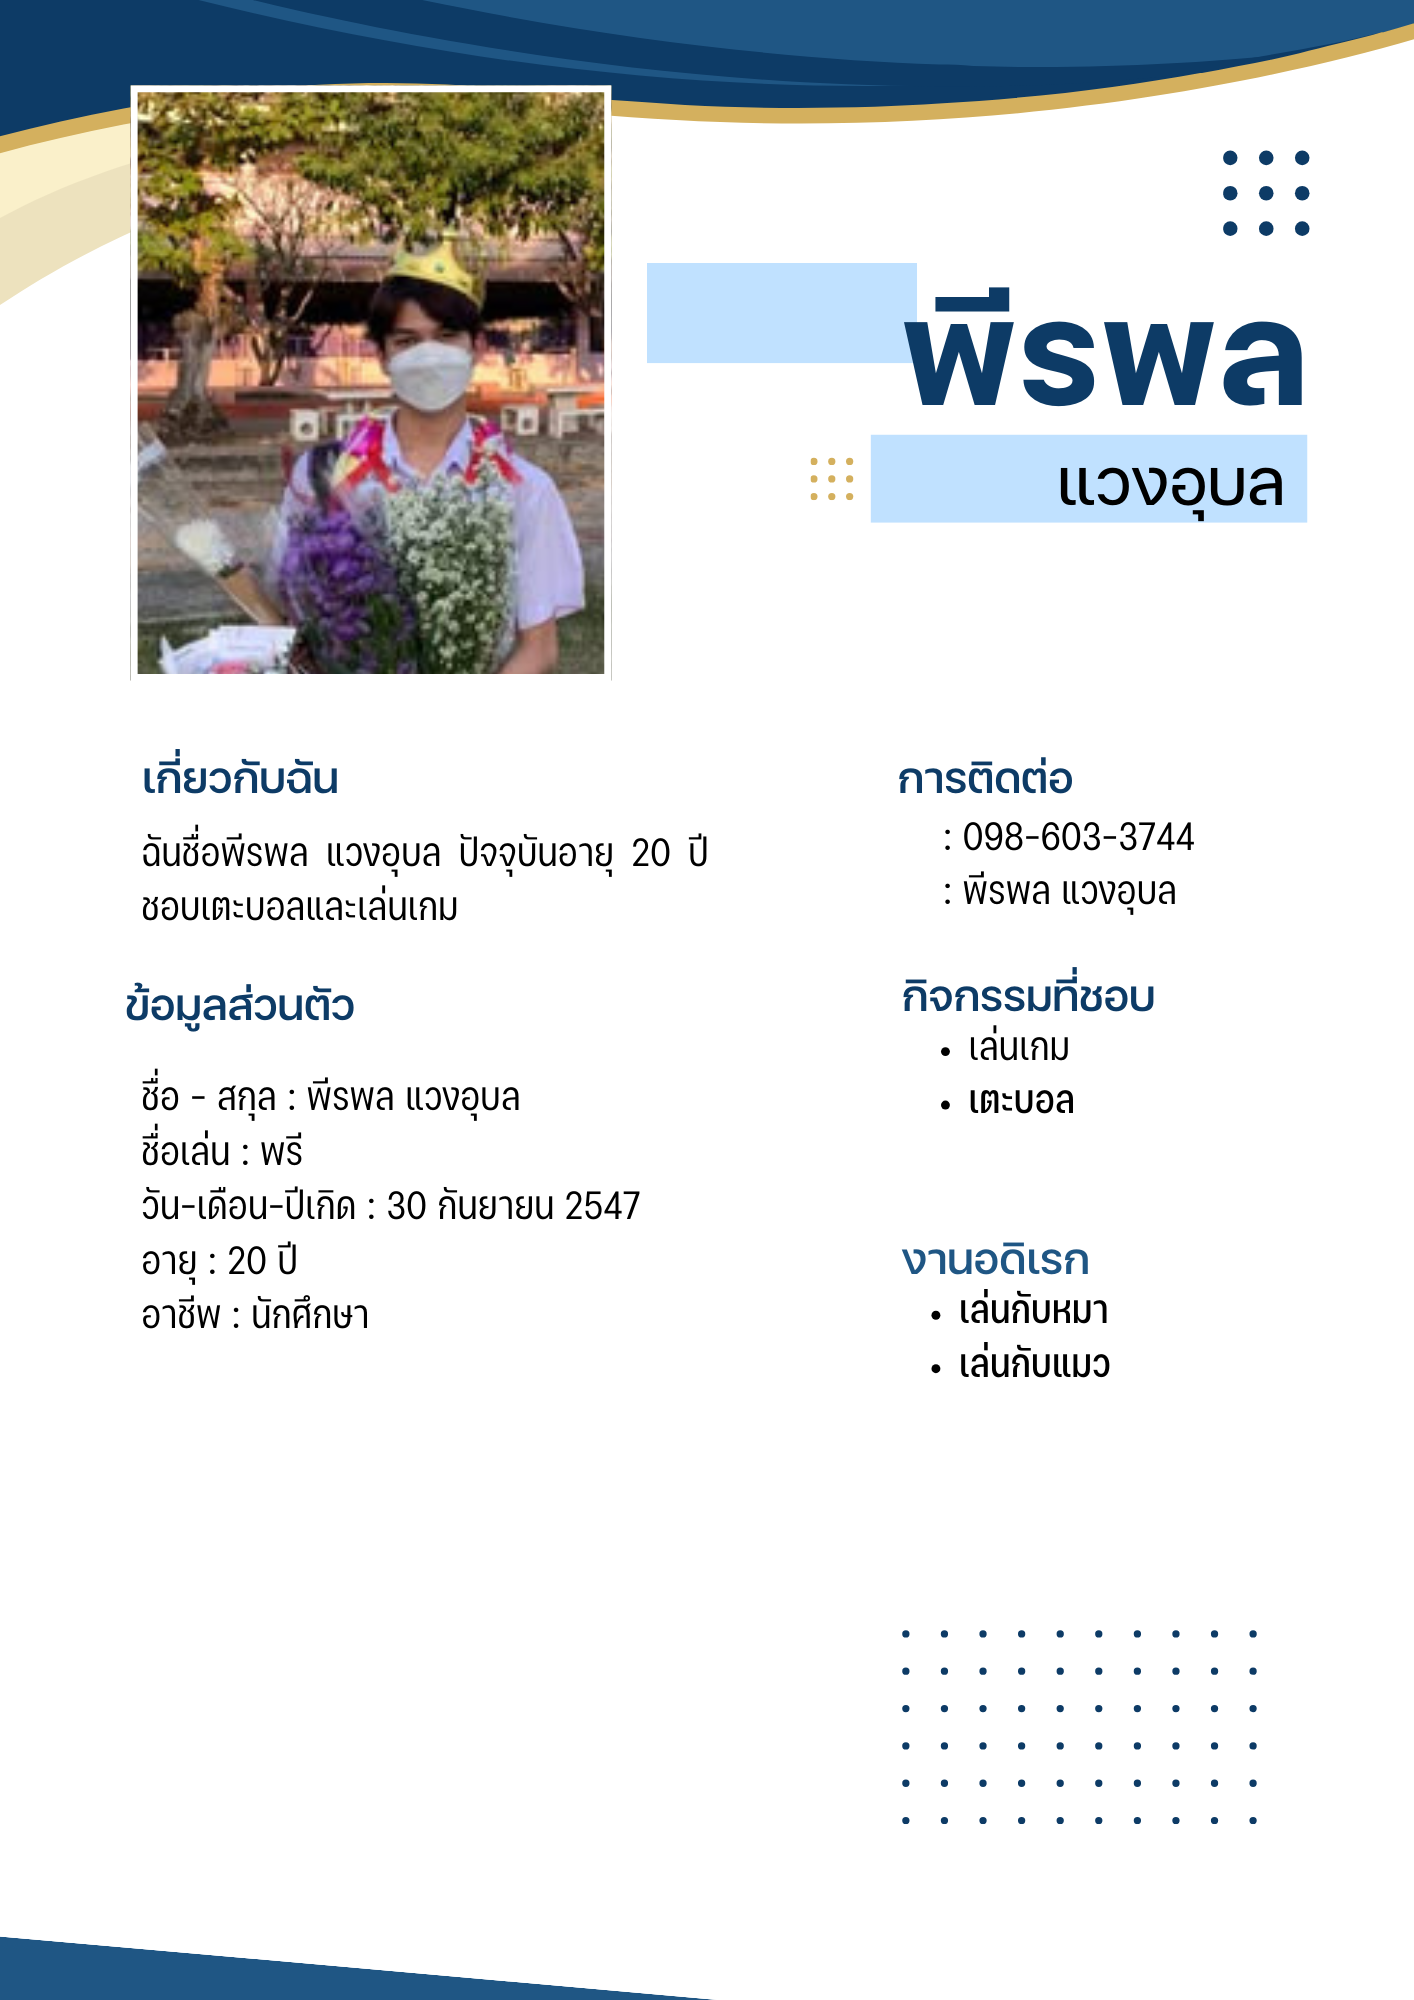 พีรพล
แวงอุบล
เกี่ยวกับฉัน
ฉันชื่อพีรพล แวงอุบล ปัจจุบันอายุ 20 ปี
ชอบเตะบอลและเล่นเกม
ข้อมูลส่วนตัว
ชื่อ - สกุล : พีรพล แวงอุบล
ชื่อเล่น : พรี
วัน-เดือน-ปีเกิด : 30 กันยายน 2547
อายุ : 20 ปี
อาชีพ : นักศึกษา
การติดต่อ
: 098-603-3744
: พีรพล แวงอุบล
กิจกรรมที่ชอบ
• เล่นเกม
• เตะบอล
งานอดิเรก
• เล่นกับหมา
• เล่นกับแมว